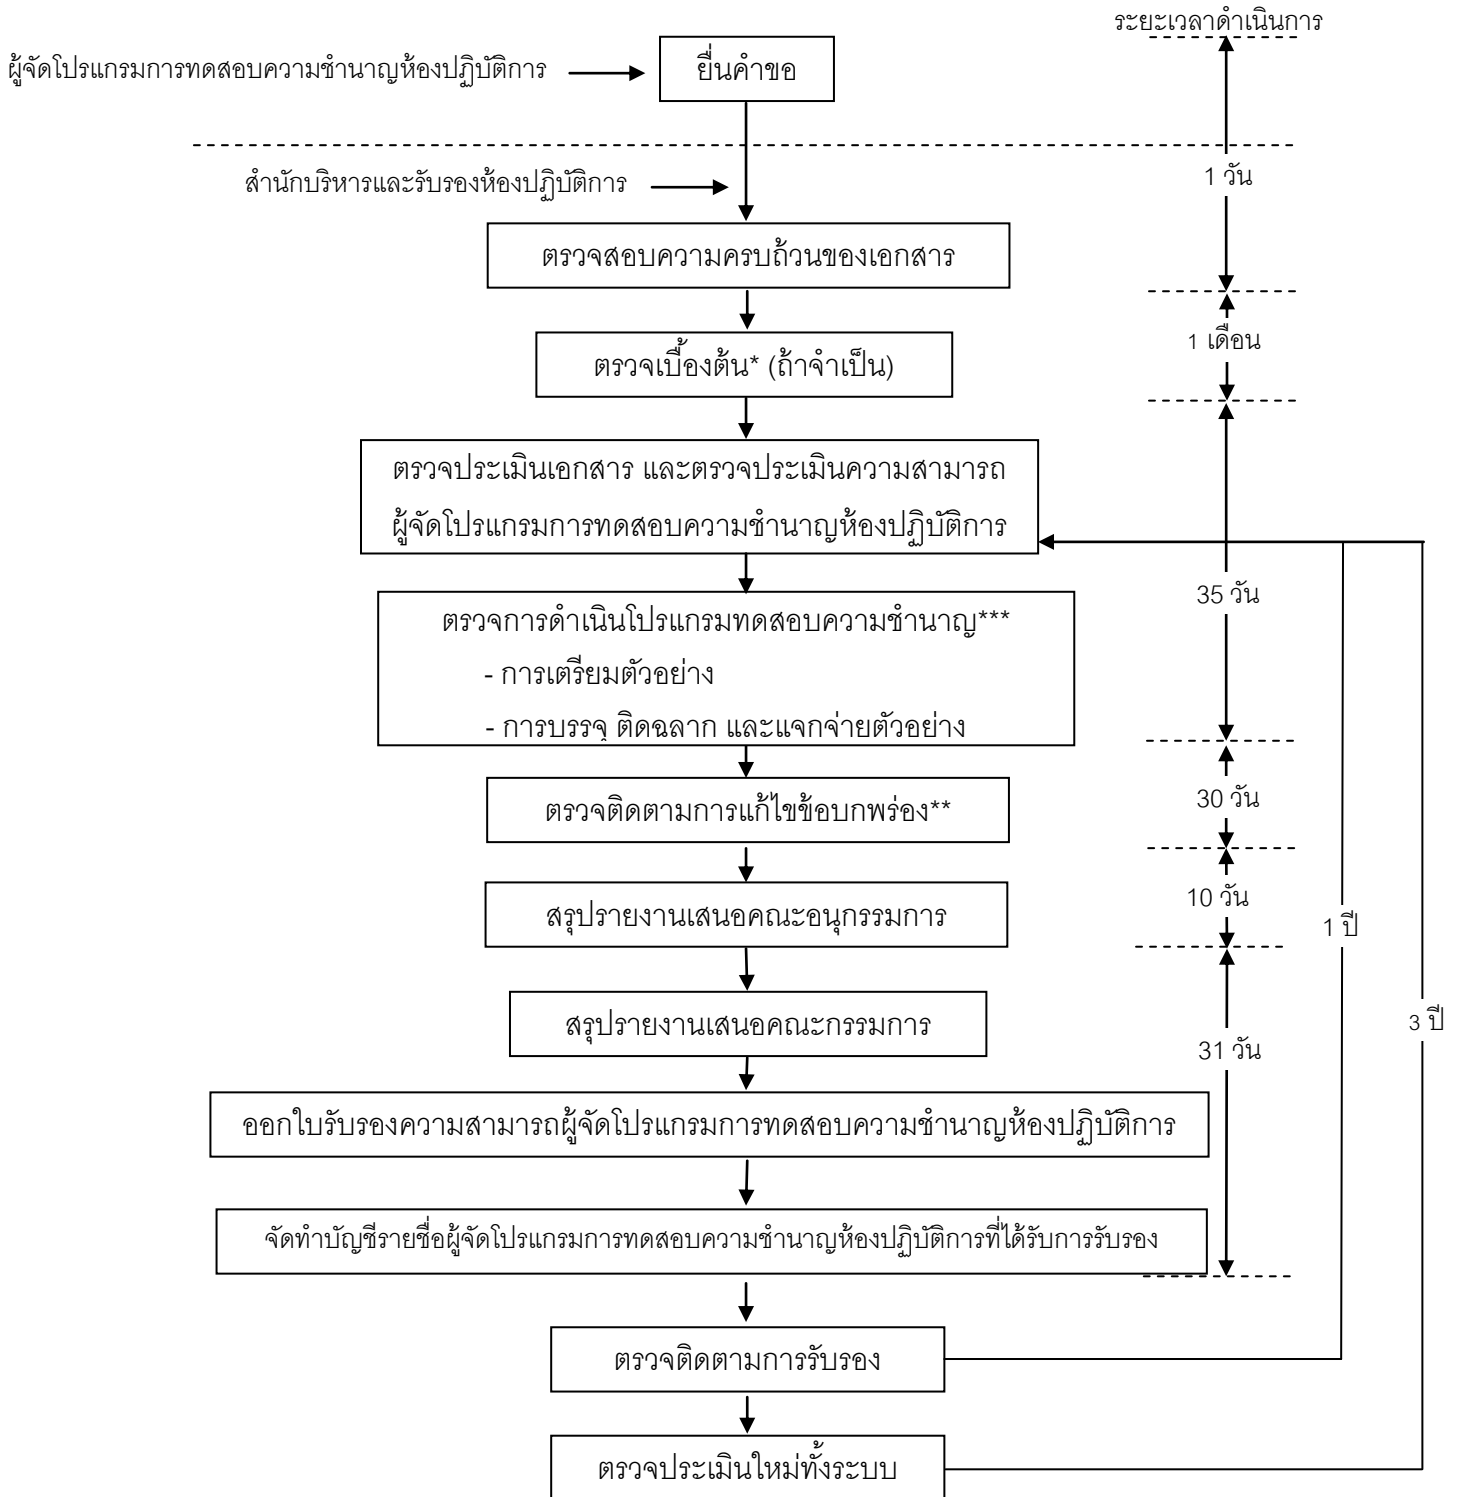 ระยะเวลาดำเนินการ
ผู้จัดโปรแกรมการทดสอบความชำนาญห้องปฏิบัติการ
ยื่นคำขอ
สำนักบริหารและรับรองห้องปฏิบัติการ
1 วัน
ตรวจสอบความครบถ้วนของเอกสาร
1 เดือน
ตรวจเบื้องต้น* (ถ้าจำเป็น)
ตรวจประเมินเอกสาร และตรวจประเมินความสามารถ
ผู้จัดโปรแกรมการทดสอบความชำนาญห้องปฏิบัติการ
35 วัน
ตรวจการดำเนินโปรแกรมทดสอบความชำนาญ***
- การเตรียมตัวอย่าง
- การบรรจุ ติดฉลาก และแจกจ่ายตัวอย่าง
30 วัน
ตรวจติดตามการแก้ไขข้อบกพร่อง**
10 วัน
สรุปรายงานเสนอคณะอนุกรรมการ
1 ปี
สรุปรายงานเสนอคณะกรรมการ
3 ปี
31 วัน
ออกใบรับรองความสามารถผู้จัดโปรแกรมการทดสอบความชำนาญห้องปฏิบัติการ
จัดทำบัญชีรายชื่อผู้จัดโปรแกรมการทดสอบความชำนาญห้องปฏิบัติการที่ได้รับการรับรอง
ตรวจติดตามการรับรอง
ตรวจประเมินใหม่ทั้งระบบ